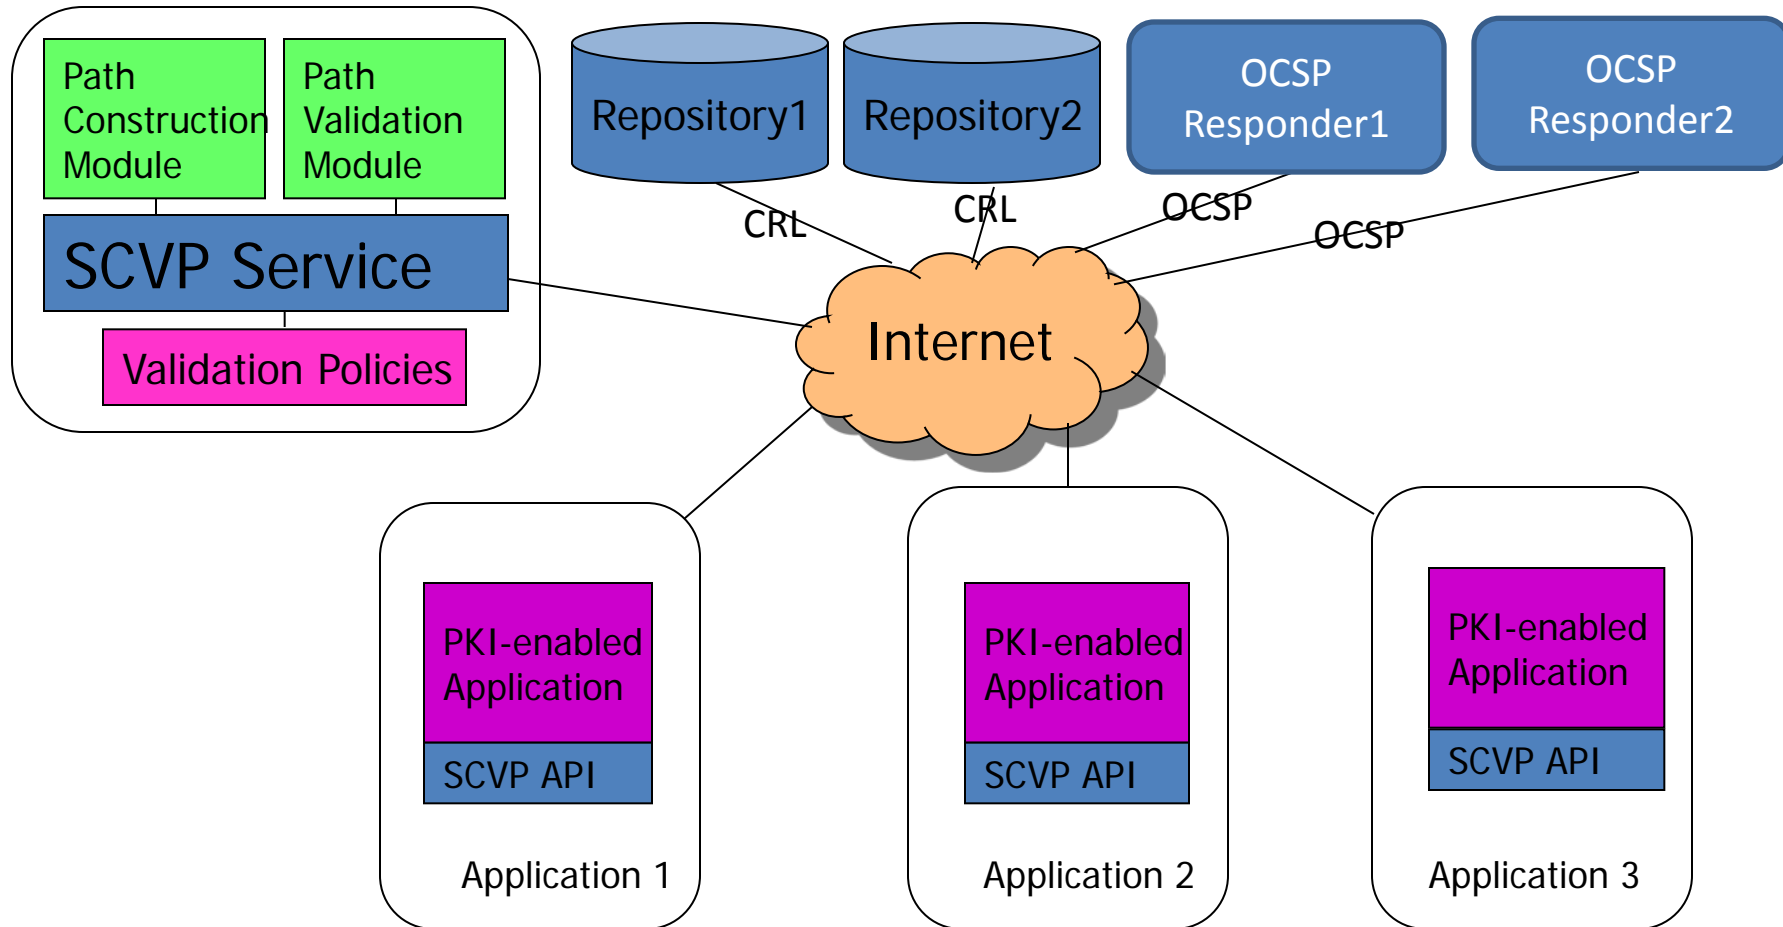 Path
Construction
Module
Path
Validation
Module
SCVP Service
Validation Policies
Repository1
Repository2
OCSP
Responder1
OCSP
Responder2
CRL
CRL
OCSP
OCSP
Internet
PKI-enabled
Application
SCVP API
Application 1
PKI-enabled
Application
SCVP API
Application 2
PKI-enabled
Application
SCVP API
Application 3